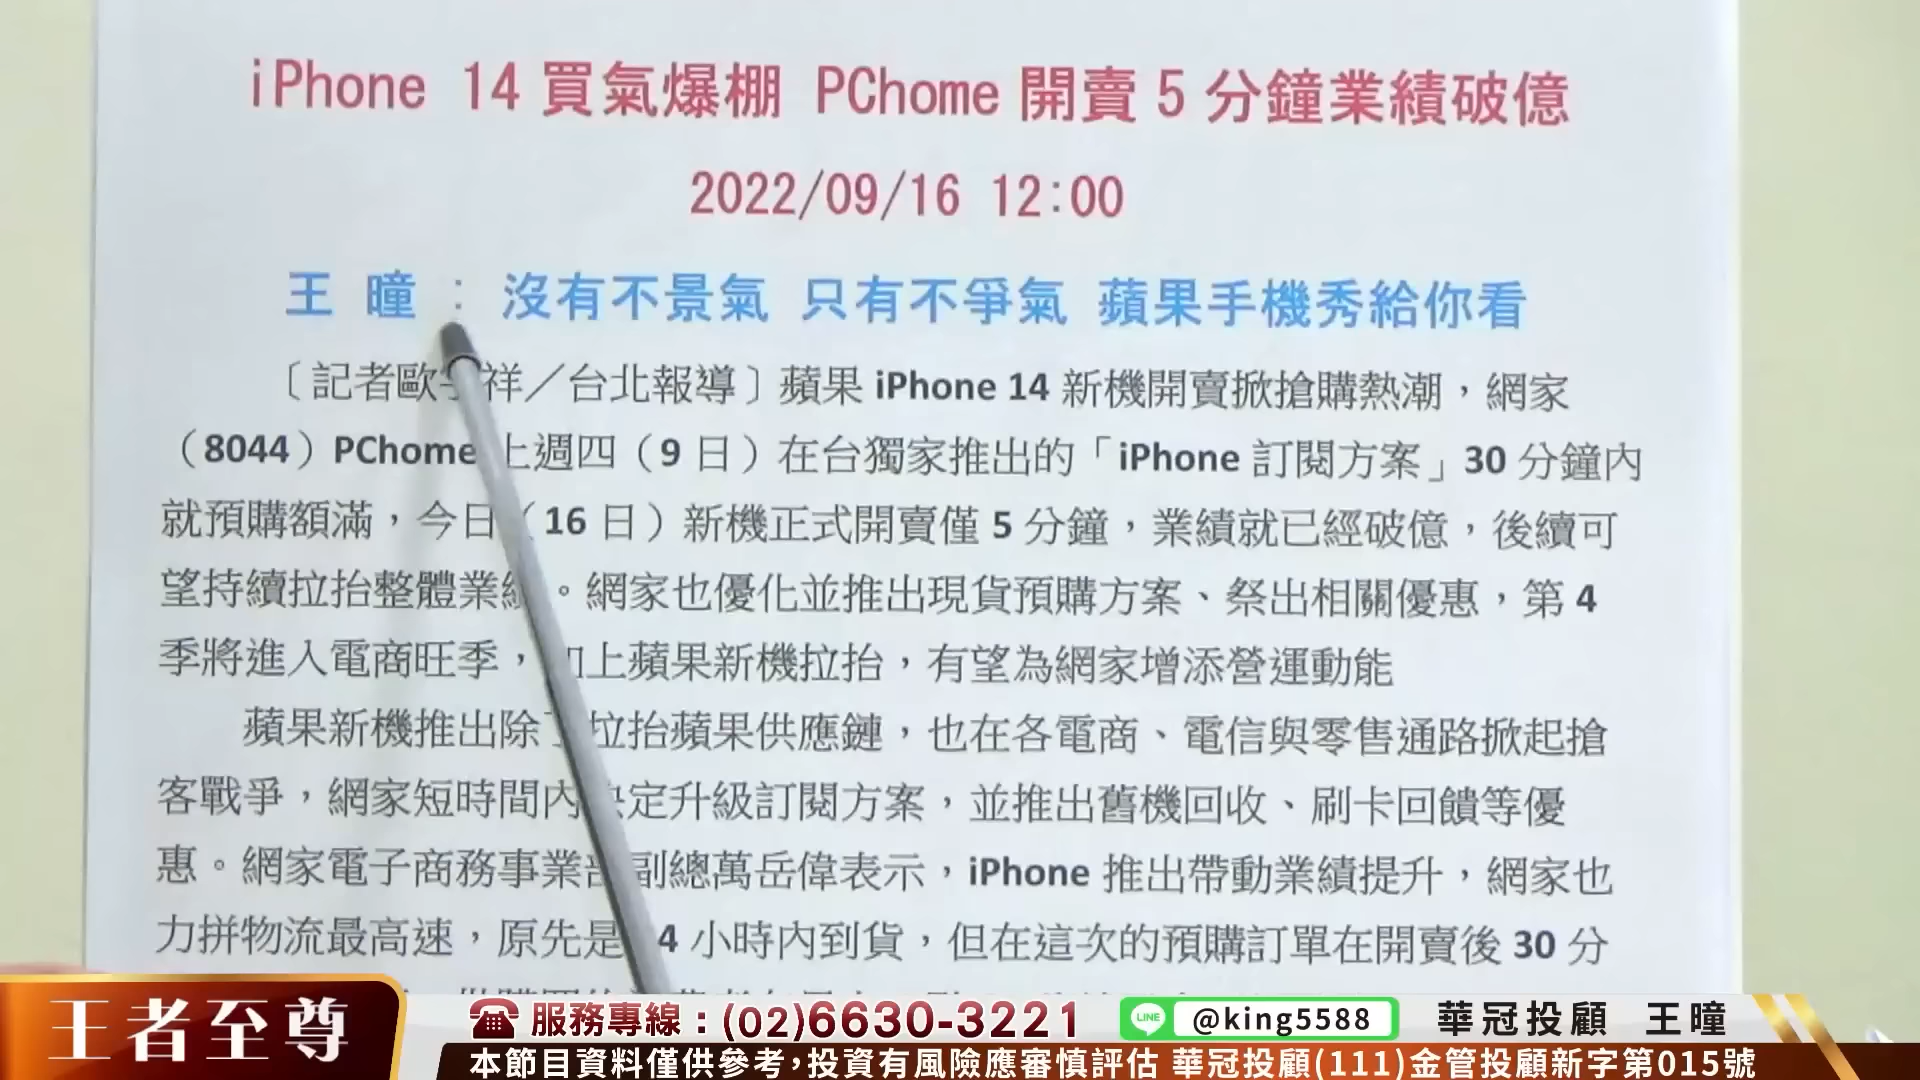 iPhone 14 買氣爆棚 PChome 開賣 5 分鐘業績破億
2022/09/16 12:00
王 曈 : 沒有不景氣 只有不爭氣 蘋果手機秀給你看
〔記者歐 祥／台北報導〕蘋果 iPhone 14 新機開賣掀搶購熱潮，網家
（8044）PChome 上週四（9 日）在台獨家推出的「iPhone 訂閱方案」30 分鐘內
就預購額滿，今日（16 日）新機正式開賣僅 5 分鐘，業績就已經破億，後續可
望持續拉抬整體業績。網家也優化並推出現貨預購方案、祭出相關優惠，第 4
季將進入電商旺季，加上蘋果新機拉抬，有望為網家增添營運動能
蘋果新機推出除了拉抬蘋果供應鏈，也在各電商、電信與零售通路掀起搶
客戰爭，網家短時間內決定升級訂閱方案，並推出舊機回收、刷卡回饋等優
惠。網家電子商務事業部副總萬岳偉表示，iPhone 推出帶動業績提升，網家也
力拼物流最高速，原先是 4 小時內到貨，但在這次的預購訂單在開賣後 30 分
王者至尊
服務專線：(02)6630-3221 LINE @king5588 華冠投顧 王曈
本節目資料僅供參考，投資有風險應審慎評估 華冠投顧(111)金管投顧新字第015號